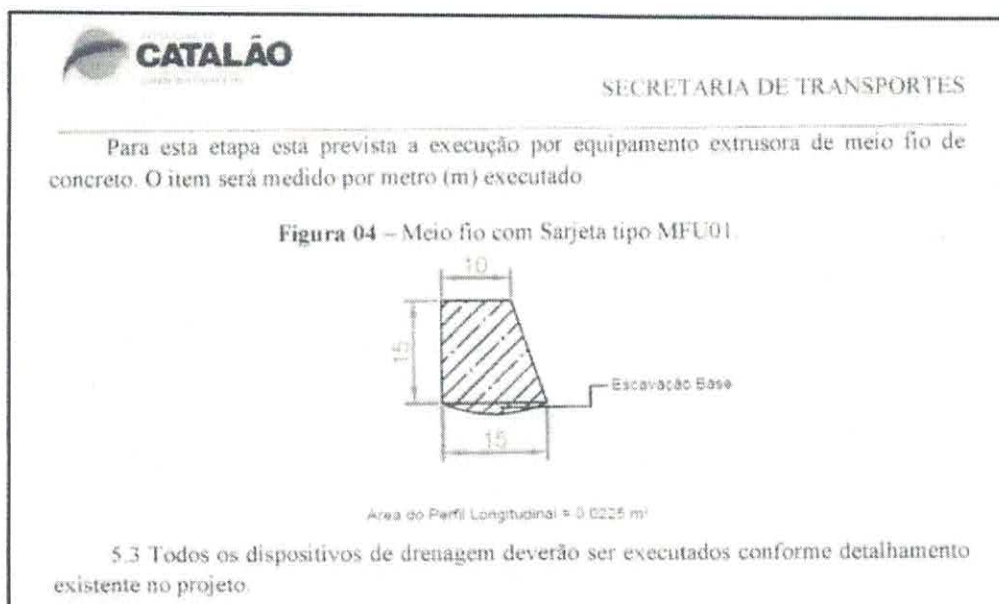 CATALÃO
SECRETARIA DE TRANSPORTES
Para esta etapa está prevista a execução por equipamento extrusora de meio fio de
concreto. O item será medido por metro (m) executado.
Figura 04 – Meio fio com Sarjeta tipo MFU01.
10
15
Escavação Base
15
Área do Perfil Longitudinal = 0,0225 m²
5.3 Todos os dispositivos de drenagem deverão ser executados conforme detalhamento
existente no projeto.